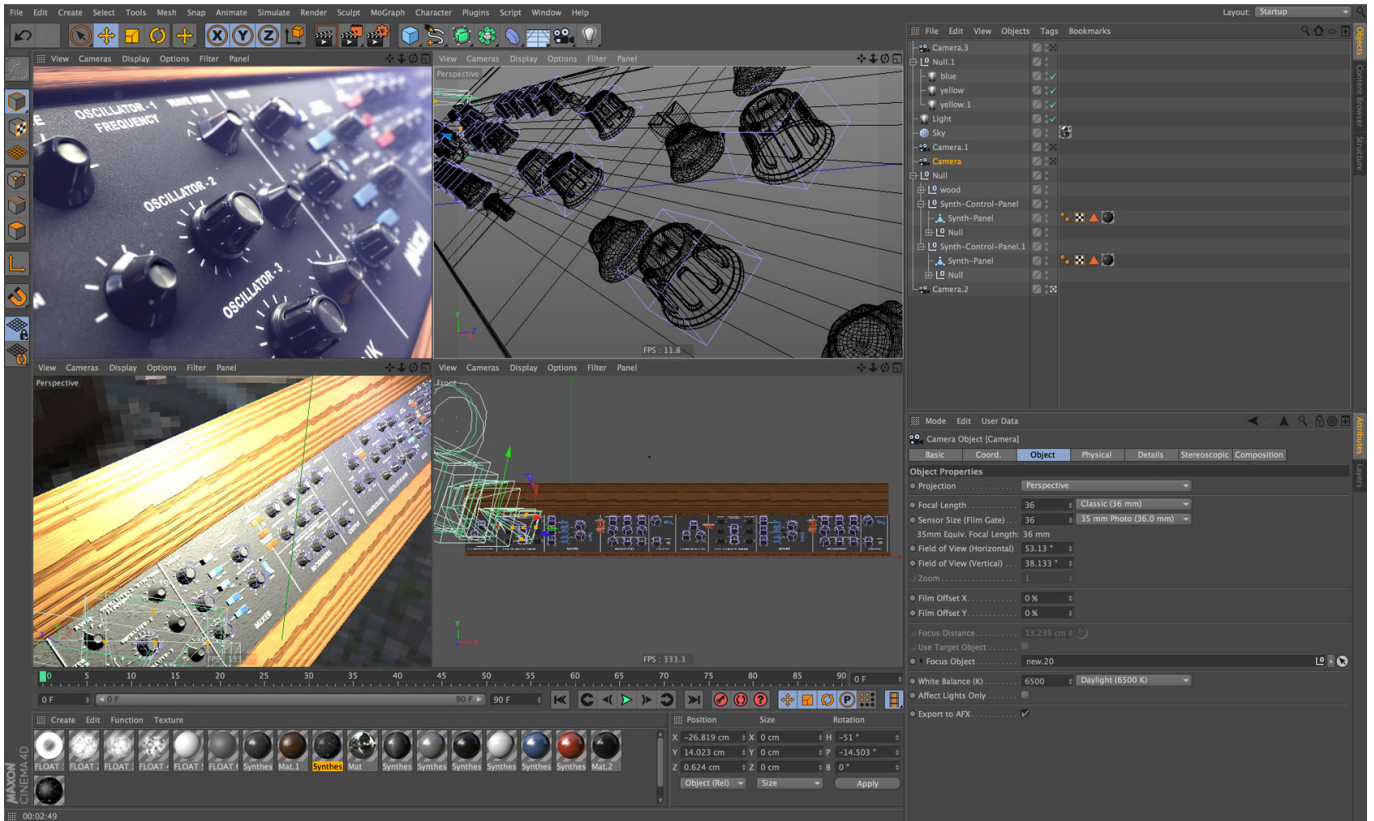 File Edit Create Select Tools Mesh Snap Animate Simulate Render Sculpt MoGraph Character Plugins Script Window Help Layout: Startup
View Cameras Display Options Filter Panel
OSCILLATOR-1
FREQUENCY
OSCILLATOR-2
OSCILLATOR-3
View Cameras Display Options Filter Panel
Perspective
Y
Z
FPS : 11.8
View Cameras Display Options Filter Panel
Perspective
MIXER
View Cameras Display Options Filter Panel
Front
Y
X
FPS : 333.3
File Edit View Objects Tags Bookmarks
Camera.3
Null.1
blue
yellow
yellow.1
Light
Sky
Camera.1
Camera
Null
wood
Synth-Control-Panel
Synth-Panel
Null
Synth-Control-Panel.1
Synth-Panel
Null
Camera.2
Objects
Content Browser
Structure
Mode Edit User Data
Camera Object [Camera]
Basic Coord. Object Physical Details Stereoscopic Composition
Object Properties
Projection Perspective
Focal Length 36 Classic (36 mm)
Sensor Size (Film Gate) 36 35 mm Photo (36.0 mm)
35mm Equiv. Focal Length: 36 mm
Field of View (Horizontal) 53.13 °
Field of View (Vertical) 38.133 °
Zoom 1
Film Offset X 0 %
Film Offset Y 0 %
Focus Distance 13.239 cm
Use Target Object
Focus Object new.20
White Balance (K) 6500 Daylight (6500 K)
Affect Lights Only
Export to AFX
Attributes
Layers
0 5 10 15 20 25 30 35 40 45 50 55 60 65 70 75 80 85 90 0 F
0 F 0 F 90 F 90 F
Create Edit Function Texture
FLOAT FLOAT FLOAT FLOAT FLOAT FLOAT Synthes Mat.1 Synthes Mat Synthes Synthes Synthes Synthes Synthes Synthes Mat.2
Position Size Rotation
X -26.819 cm X 0 cm H -51 °
Y 14.023 cm Y 0 cm P -14.503 °
Z 0.624 cm Z 0 cm B 0 °
Object (Rel) Size Apply
MAXON
CINEMA4D
00:02:49